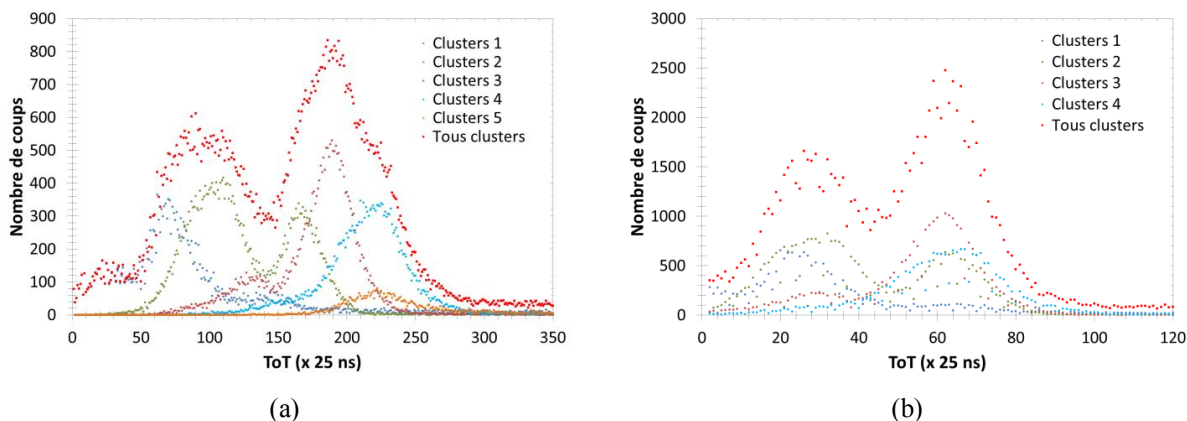 900
800
700
600
500
400
300
200
100
0
Nombre de coups
0 50 100 150 200 250 300 350
ToT (x 25 ns)
Clusters 1
Clusters 2
Clusters 3
Clusters 4
Clusters 5
Tous clusters
(a)
3000
2500
2000
1500
1000
500
0
Nombre de coups
0 20 40 60 80 100 120
ToT (x 25 ns)
Clusters 1
Clusters 2
Clusters 3
Clusters 4
Tous clusters
(b)